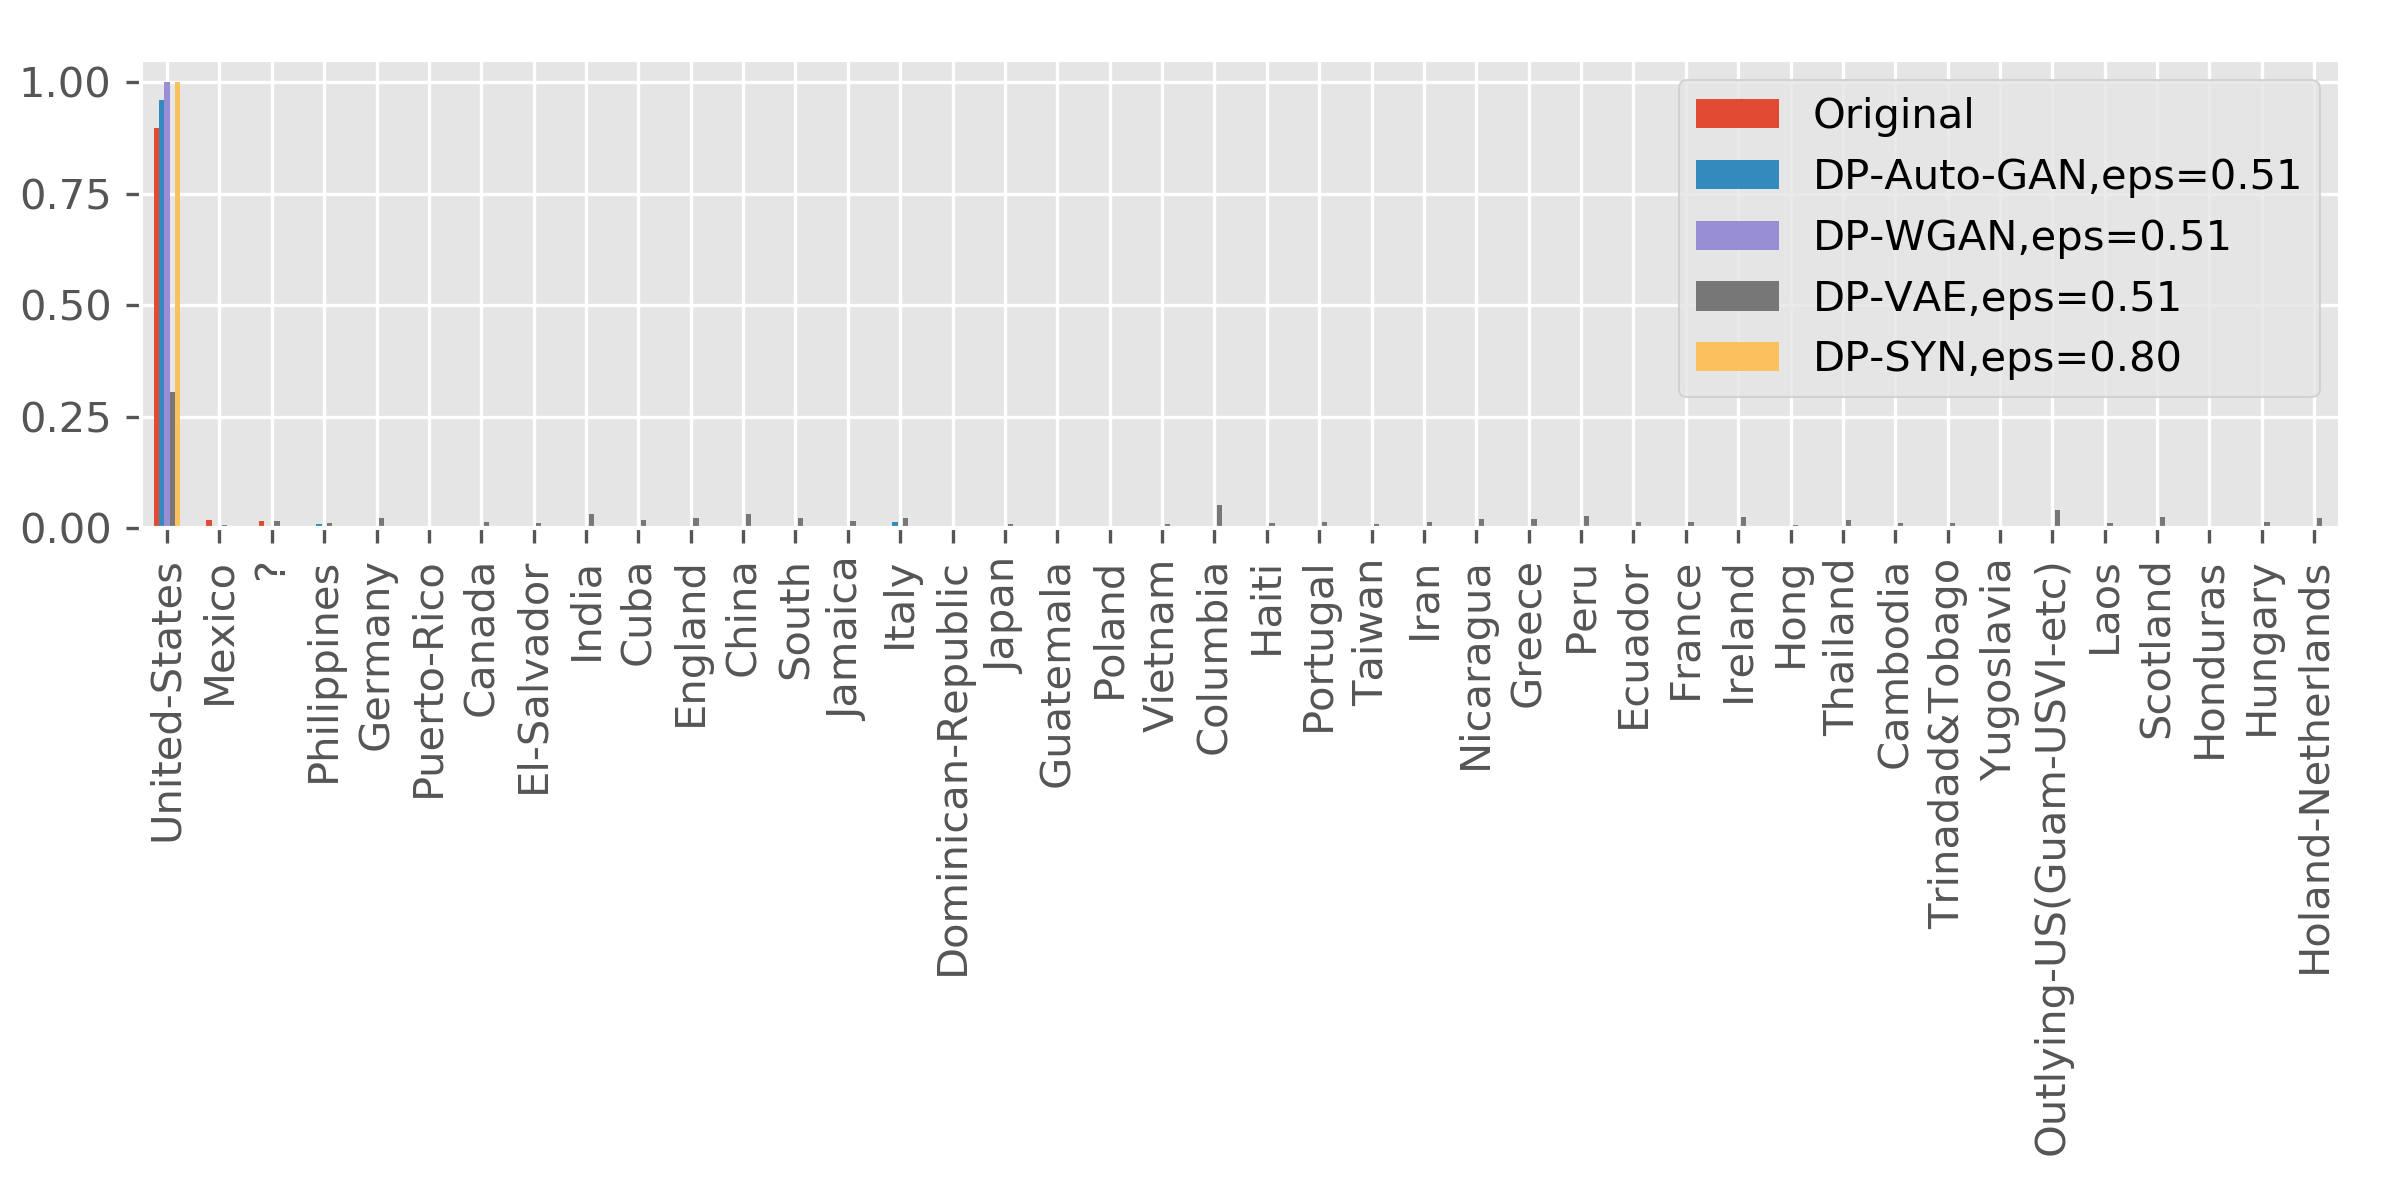 1.00
0.75
0.50
0.25
0.00
Original
DP-Auto-GAN,eps=0.51
DP-WGAN,eps=0.51
DP-VAE,eps=0.51
DP-SYN,eps=0.80
United-States
Mexico
?
Philippines
Germany
Puerto-Rico
Canada
El-Salvador
India
Cuba
England
China
South
Jamaica
Italy
Dominican-Republic
Japan
Guatemala
Poland
Vietnam
Columbia
Haiti
Portugal
Taiwan
Iran
Nicaragua
Greece
Peru
Ecuador
France
Ireland
Hong
Thailand
Cambodia
Trinadad&Tobago
Yugoslavia
Outlying-US(Guam-USVI-etc)
Laos
Scotland
Honduras
Hungary
Holand-Netherlands